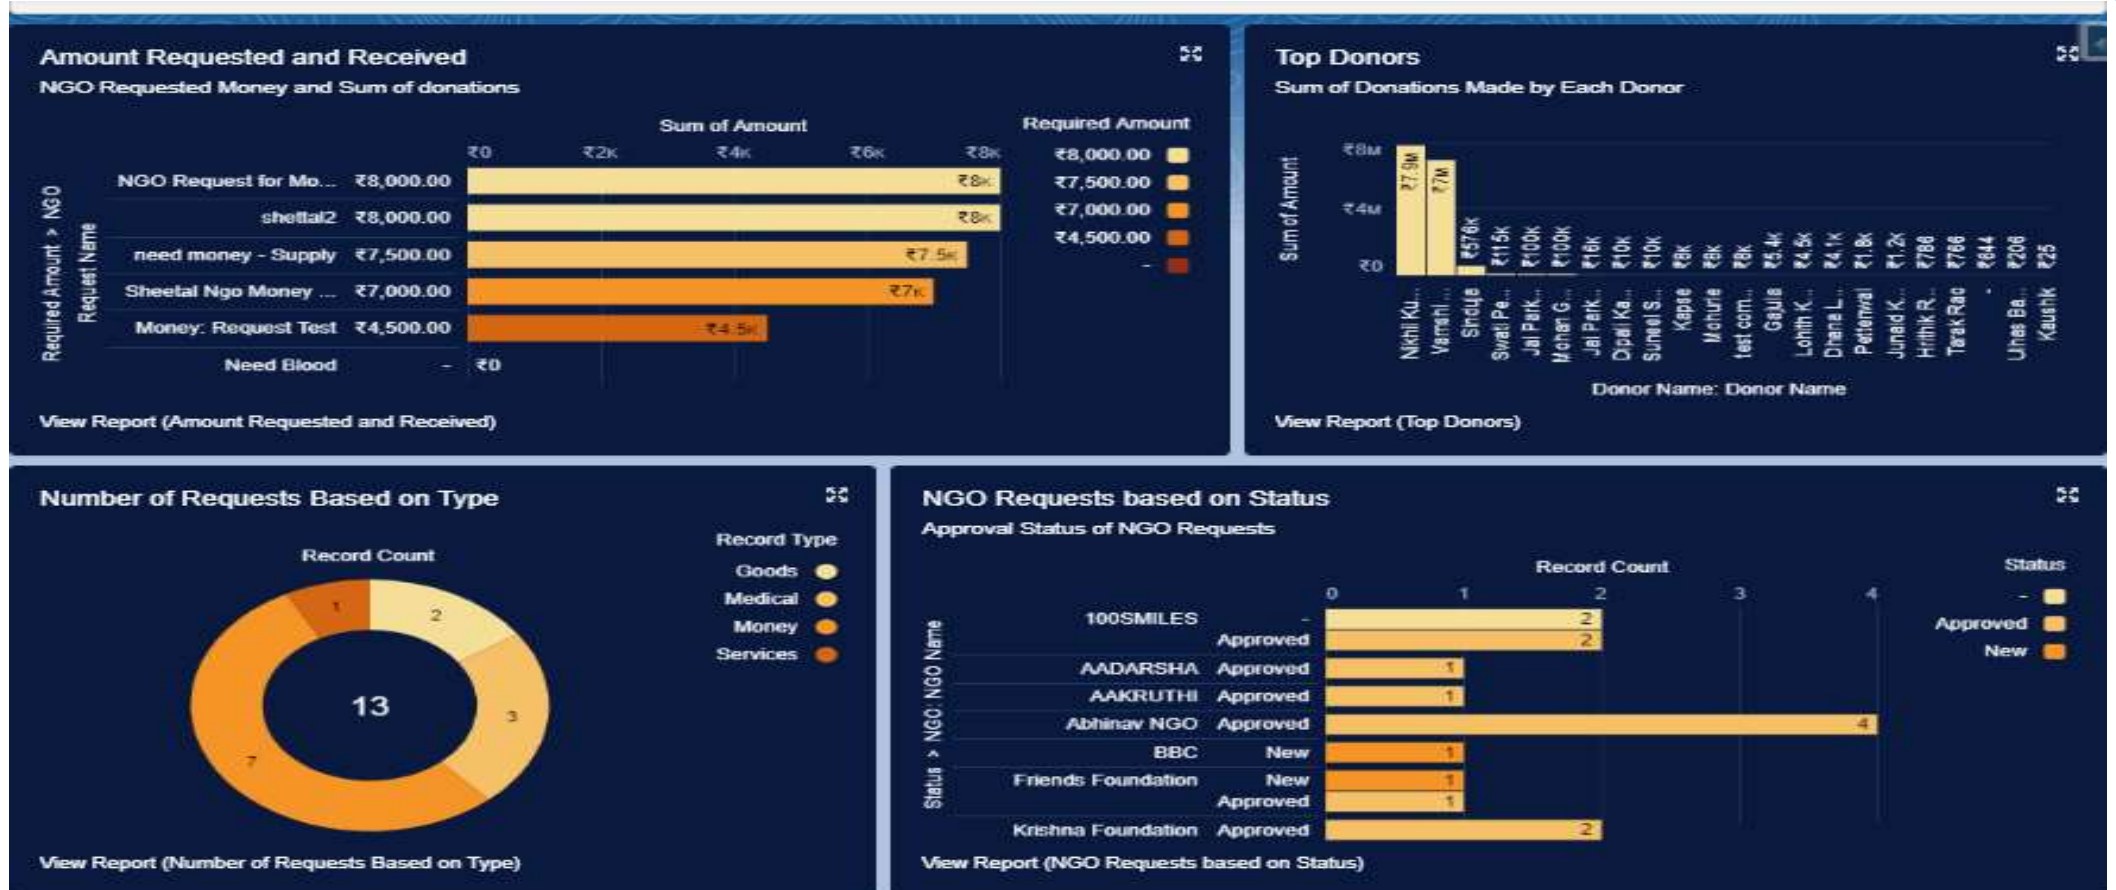 Amount Requested and Received
NGO Requested Money and Sum of donations
Sum of Amount
₹0 ₹2K ₹4K ₹6K ₹8K
Required Amount > NGO
Request Name
NGO Request for Mo... ₹8,000.00 ₹8K
shettal2 ₹8,000.00 ₹8K
need money - Supply ₹7,500.00 ₹7.5K
Sheetal Ngo Money ... ₹7,000.00 ₹7K
Money: Request Test ₹4,500.00 ₹4.5K
Need Blood - ₹0
Required Amount
₹8,000.00
₹7,500.00
₹7,000.00
₹4,500.00
-
View Report (Amount Requested and Received)
Top Donors
Sum of Donations Made by Each Donor
Sum of Amount
₹8M
₹4M
₹0
₹7.9M ₹7M ₹576K ₹115K ₹100K ₹100K ₹16K ₹10K ₹10K ₹8K ₹8K ₹8K ₹5.4K ₹4.5K ₹4.1K ₹1.8K ₹1.2K ₹786 ₹766 ₹644 ₹206 ₹25
Nikhil Ku... Vamshi... Sinduja Swati Pe... Jai Park... Mohan G... Jai Park... Dipai Ka... Suneel S... Kapse Mohurle test com... Gajula Lohith K... Dhana L... Pettenwal Junaid K... Hrithik R... Tarak Rao - Ulhas Ba... Kaushik
Donor Name: Donor Name
View Report (Top Donors)
Number of Requests Based on Type
Record Count
1
2
3
7
13
Record Type
Goods
Medical
Money
Services
View Report (Number of Requests Based on Type)
NGO Requests based on Status
Approval Status of NGO Requests
Record Count
0 1 2 3 4
Status > NGO: NGO Name
100SMILES - 2
Approved 2
AADARSHA Approved 1
AAKRUTHI Approved 1
Abhinav NGO Approved 4
BBC New 1
Friends Foundation New 1
Approved 1
Krishna Foundation Approved 2
Status
-
Approved
New
View Report (NGO Requests based on Status)